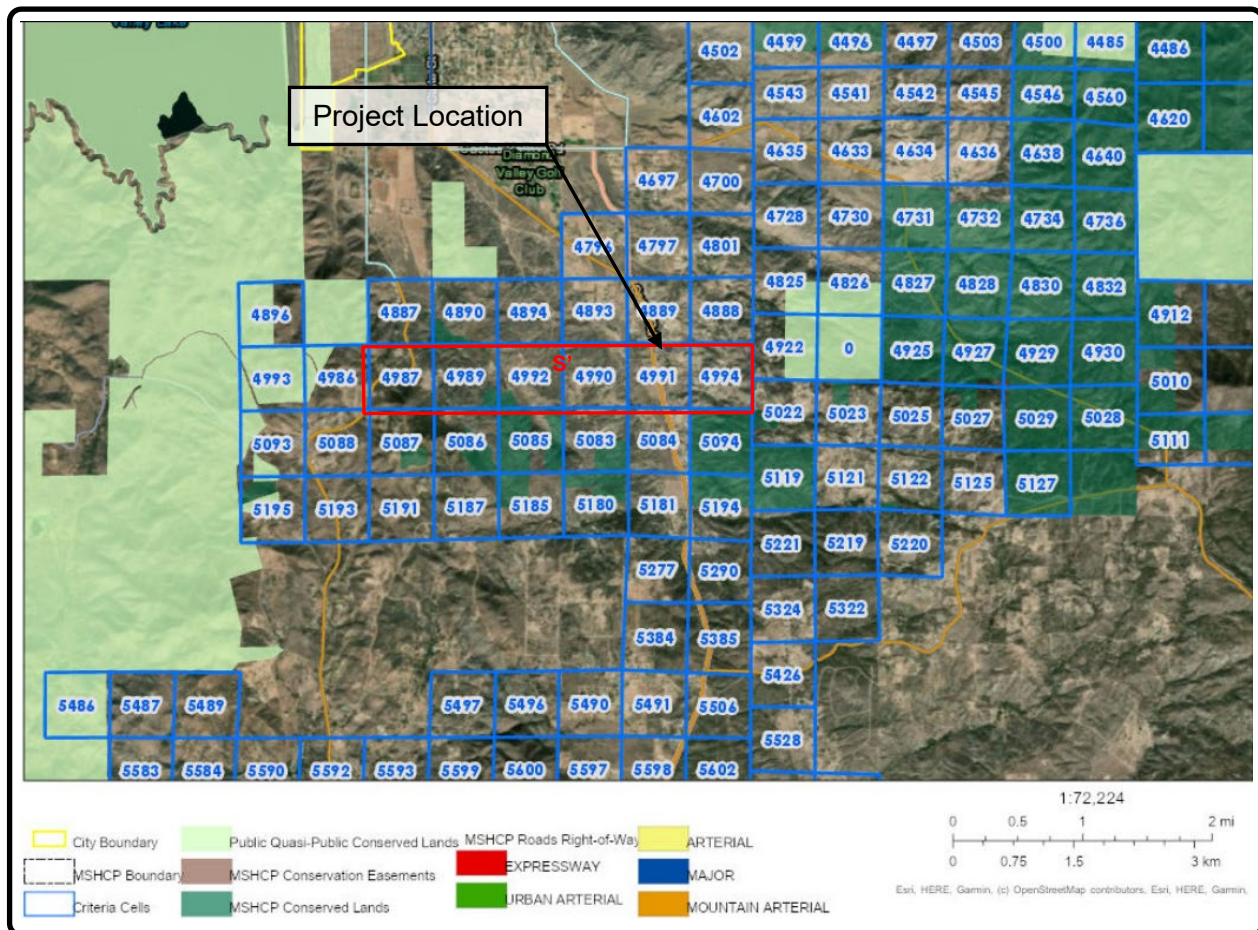 Valley Lake
4502 4499 4496 4497 4503 4500 4485 4486
4543 4541 4542 4545 4546 4560
4602 4620
Project Location
4635 4633 4634 4636 4638 4640
Diamond
Valley Golf
Club
4697 4700
4728 4730 4731 4732 4734 4736
4796 4797 4801
4825 4826 4827 4828 4830 4832
4896 4887 4890 4894 4893 4889 4888 4912
4922 0 4925 4927 4929 4930
S'
4993 4986 4987 4989 4992 4990 4991 4994 5010
5022 5023 5025 5027 5029 5028
5093 5088 5087 5086 5085 5083 5084 5094 5111
5119 5121 5122 5125 5127
5195 5193 5191 5187 5185 5180 5181 5194
5221 5219 5220
5277 5290
5324 5322
5384 5385
5426
5486 5487 5489 5497 5496 5490 5491 5506
5528
5583 5584 5590 5592 5593 5599 5600 5597 5598 5602
1:72,224
0 0.5 1 2 mi
0 0.75 1.5 3 km
Esri, HERE, Garmin, (c) OpenStreetMap contributors, Esri, HERE, Garmin,
City Boundary
MSHCP Boundary
Criteria Cells
Public Quasi-Public Conserved Lands
MSHCP Conservation Easements
MSHCP Conserved Lands
MSHCP Roads Right-of-Way
EXPRESSWAY
URBAN ARTERIAL
ARTERIAL
MAJOR
MOUNTAIN ARTERIAL